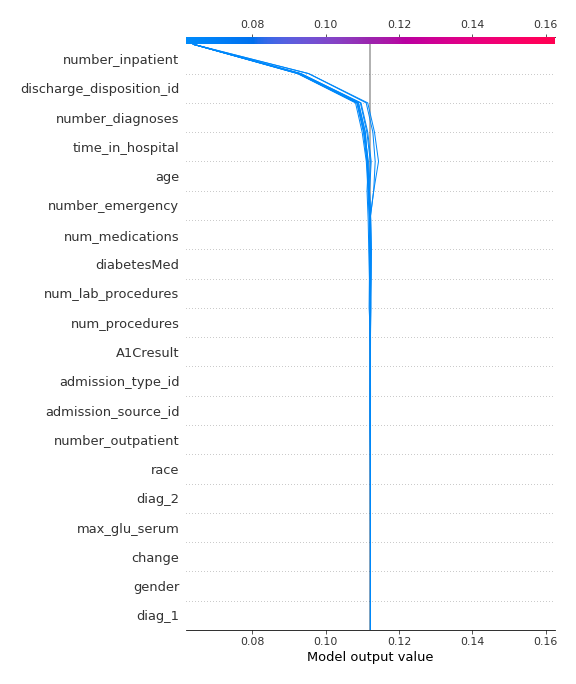 0.08 0.10 0.12 0.14 0.16
number_inpatient
discharge_disposition_id
number_diagnoses
time_in_hospital
age
number_emergency
num_medications
diabetesMed
num_lab_procedures
num_procedures
A1Cresult
admission_type_id
admission_source_id
number_outpatient
race
diag_2
max_glu_serum
change
gender
diag_1
0.08 0.10 0.12 0.14 0.16
Model output value